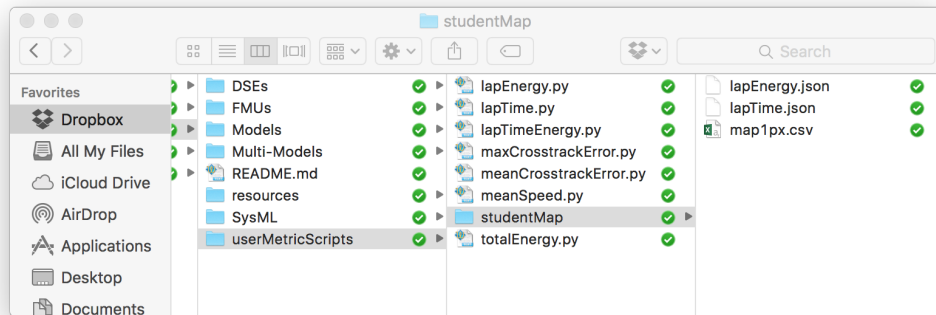 studentMap
Search
Favorites
Dropbox
All My Files
iCloud Drive
AirDrop
Applications
Desktop
Documents
DSEs
FMUs
Models
Multi-Models
README.md
resources
SysML
userMetricScripts
lapEnergy.py
lapTime.py
lapTimeEnergy.py
maxCrosstrackError.py
meanCrosstrackError.py
meanSpeed.py
studentMap
totalEnergy.py
lapEnergy.json
lapTime.json
map1px.csv